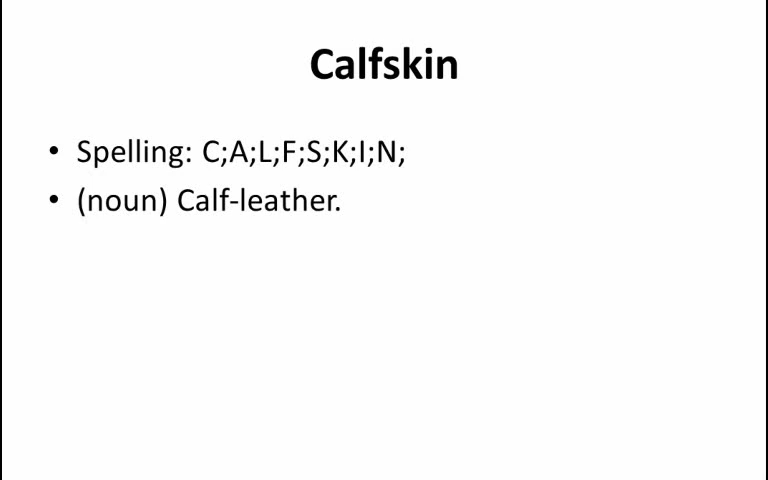 Calfskin
• Spelling: C;A;L;F;S;K;I;N;
• (noun) Calf-leather.